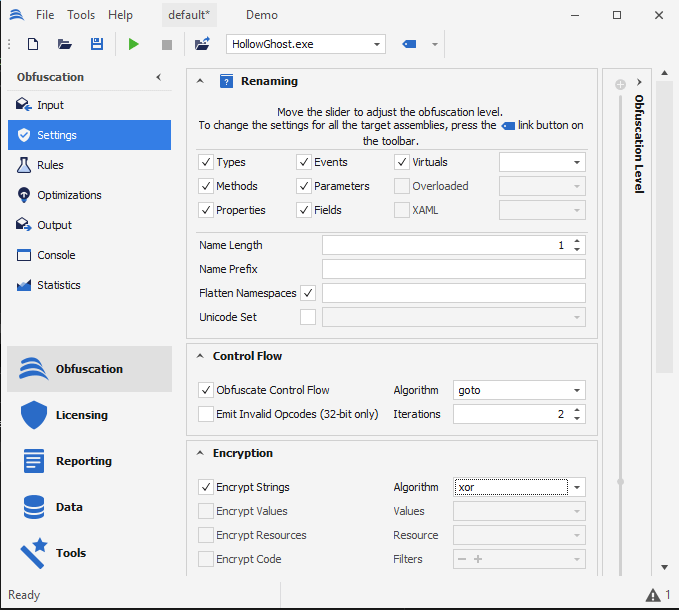 File Tools Help default* Demo
HollowGhost.exe
Obfuscation
Input
Settings
Rules
Optimizations
Output
Console
Statistics
Obfuscation
Licensing
Reporting
Data
Tools
Renaming
Move the slider to adjust the obfuscation level.
To change the settings for all the target assemblies, press the link button on
the toolbar.
Types Events Virtuals
Methods Parameters Overloaded
Properties Fields XAML
Name Length 1
Name Prefix
Flatten Namespaces
Unicode Set
Control Flow
Obfuscate Control Flow Algorithm goto
Emit Invalid Opcodes (32-bit only) Iterations 2
Encryption
Encrypt Strings Algorithm xor
Encrypt Values Values
Encrypt Resources Resource
Encrypt Code Filters
Obfuscation Level
Ready 1